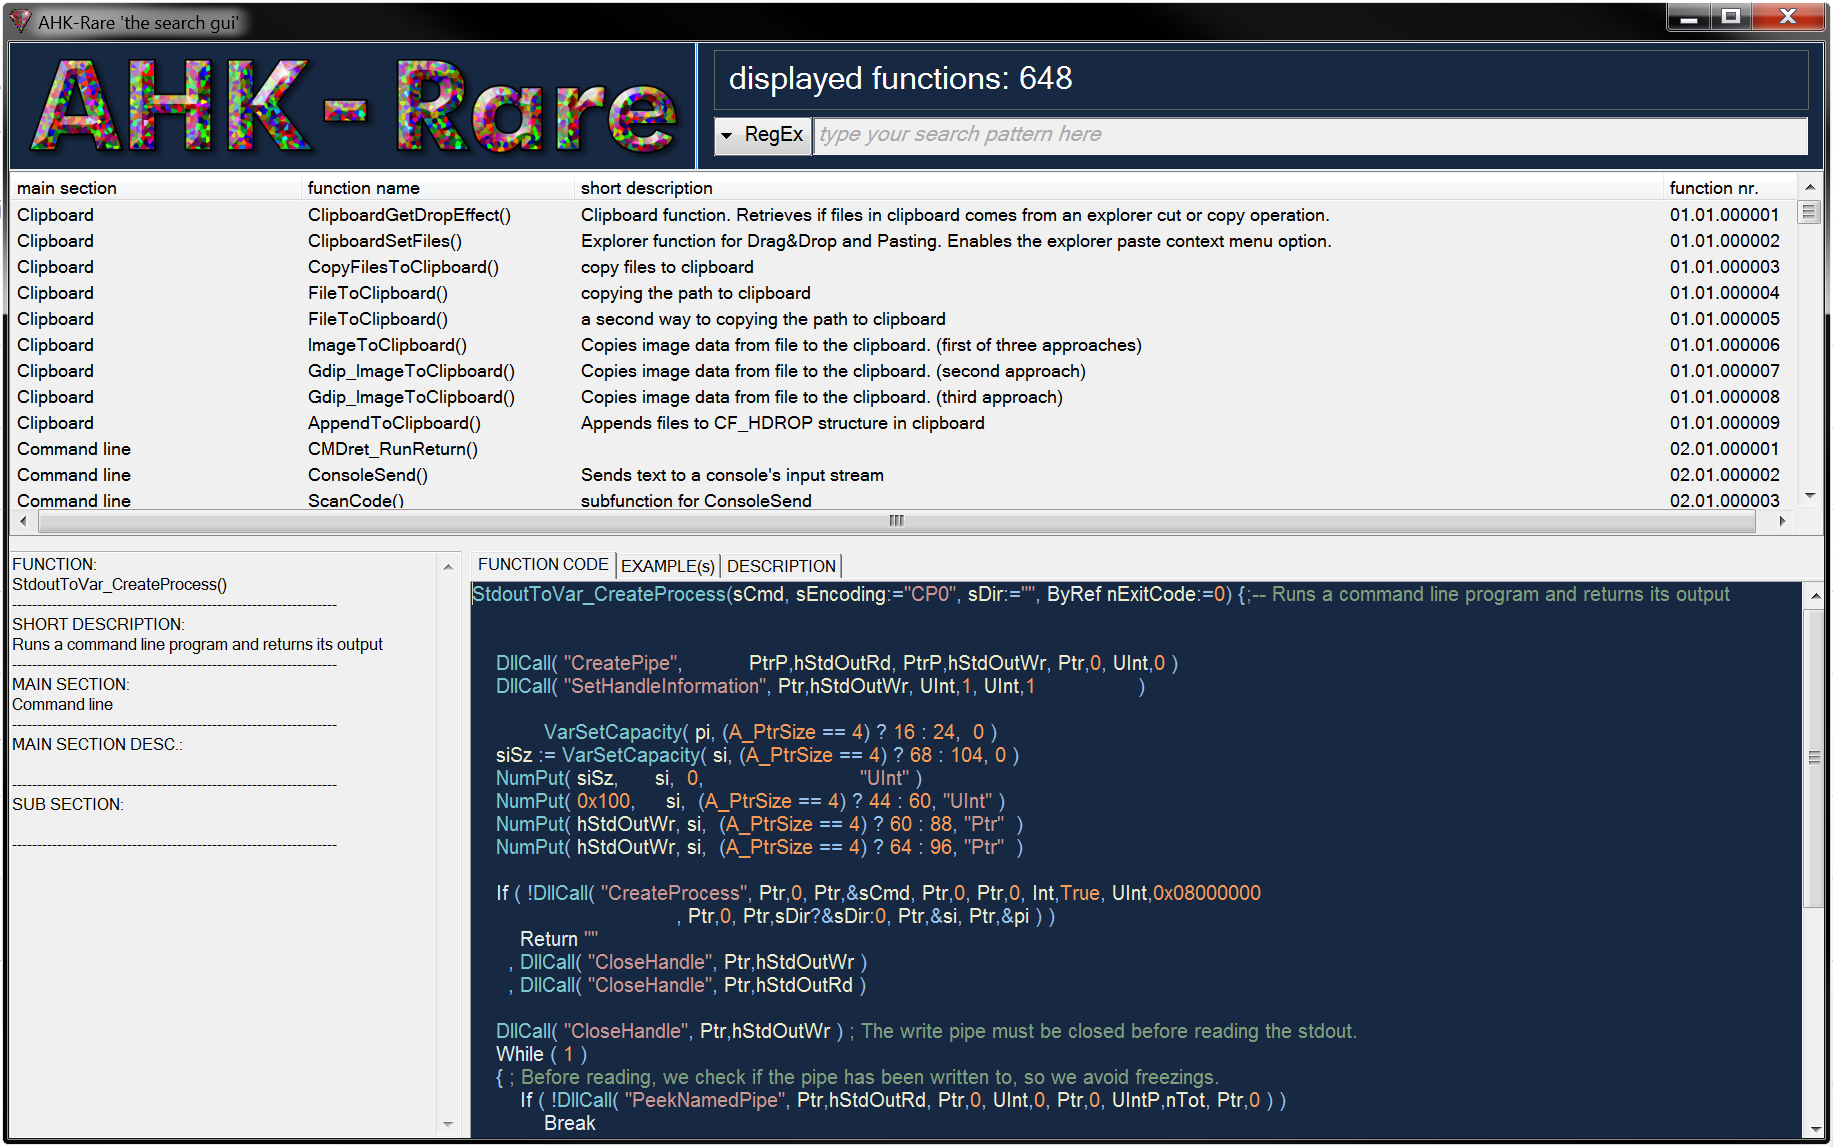 AHK-Rare 'the search gui'
AHK-Rare
displayed functions: 648
RegEx type your search pattern here
main section function name short description function nr.
Clipboard ClipboardGetDropEffect() Clipboard function. Retrieves if files in clipboard comes from an explorer cut or copy operation. 01.01.000001
Clipboard ClipboardSetFiles() Explorer function for Drag&Drop and Pasting. Enables the explorer paste context menu option. 01.01.000002
Clipboard CopyFilesToClipboard() copy files to clipboard 01.01.000003
Clipboard FileToClipboard() copying the path to clipboard 01.01.000004
Clipboard FileToClipboard() a second way to copying the path to clipboard 01.01.000005
Clipboard ImageToClipboard() Copies image data from file to the clipboard. (first of three approaches) 01.01.000006
Clipboard Gdip_ImageToClipboard() Copies image data from file to the clipboard. (second approach) 01.01.000007
Clipboard Gdip_ImageToClipboard() Copies image data from file to the clipboard. (third approach) 01.01.000008
Clipboard AppendToClipboard() Appends files to CF_HDROP structure in clipboard 01.01.000009
Command line CMDret_RunReturn() 02.01.000001
Command line ConsoleSend() Sends text to a console's input stream 02.01.000002
Command line ScanCode() subfunction for ConsoleSend 02.01.000003
FUNCTION:
StdoutToVar_CreateProcess()
-----------------------------------------------------------------
SHORT DESCRIPTION:
Runs a command line program and returns its output
-----------------------------------------------------------------
MAIN SECTION:
Command line
-----------------------------------------------------------------
MAIN SECTION DESC.:
-----------------------------------------------------------------
SUB SECTION:
-----------------------------------------------------------------
FUNCTION CODE EXAMPLE(s) DESCRIPTION
StdoutToVar_CreateProcess(sCmd, sEncoding:="CP0", sDir:="", ByRef nExitCode:=0) {;-- Runs a command line program and returns its output
DllCall( "CreatePipe", PtrP,hStdOutRd, PtrP,hStdOutWr, Ptr,0, UInt,0 )
DllCall( "SetHandleInformation", Ptr,hStdOutWr, UInt,1, UInt,1 )
VarSetCapacity( pi, (A_PtrSize == 4) ? 16 : 24, 0 )
siSz := VarSetCapacity( si, (A_PtrSize == 4) ? 68 : 104, 0 )
NumPut( siSz, si, 0, "UInt" )
NumPut( 0x100, si, (A_PtrSize == 4) ? 44 : 60, "UInt" )
NumPut( hStdOutWr, si, (A_PtrSize == 4) ? 60 : 88, "Ptr" )
NumPut( hStdOutWr, si, (A_PtrSize == 4) ? 64 : 96, "Ptr" )
If ( !DllCall( "CreateProcess", Ptr,0, Ptr,&sCmd, Ptr,0, Ptr,0, Int,True, UInt,0x08000000
, Ptr,0, Ptr,sDir?&sDir:0, Ptr,&si, Ptr,&pi ) )
Return ""
, DllCall( "CloseHandle", Ptr,hStdOutWr )
, DllCall( "CloseHandle", Ptr,hStdOutRd )
DllCall( "CloseHandle", Ptr,hStdOutWr ) ; The write pipe must be closed before reading the stdout.
While ( 1 )
{ ; Before reading, we check if the pipe has been written to, so we avoid freezings.
If ( !DllCall( "PeekNamedPipe", Ptr,hStdOutRd, Ptr,0, UInt,0, Ptr,0, UIntP,nTot, Ptr,0 ) )
Break